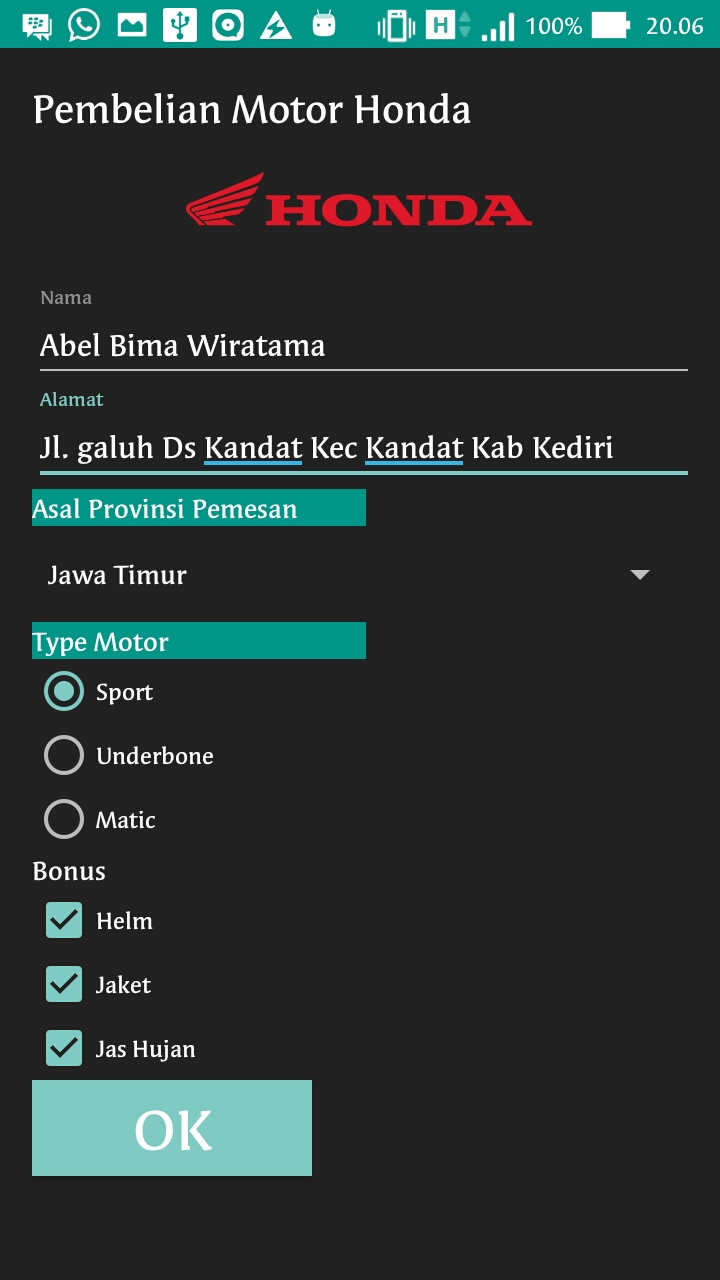 H 100% 20.06
Pembelian Motor Honda
HONDA
Nama
Abel Bima Wiratama
Alamat
Jl. galuh Ds Kandat Kec Kandat Kab Kediri
Asal Provinsi Pemesan
Jawa Timur
Type Motor
Sport
Underbone
Matic
Bonus
Helm
Jaket
Jas Hujan
OK